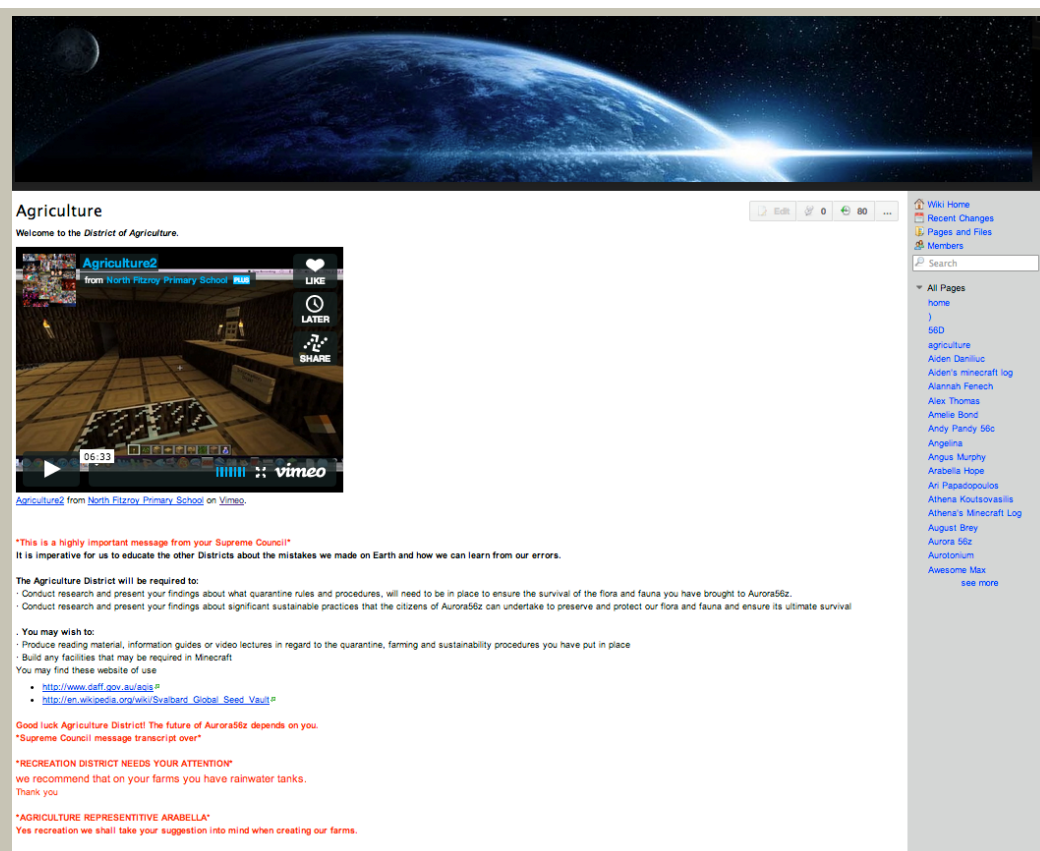 Agriculture
Edit
0
80
...
Welcome to the District of Agriculture.
Agriculture2
from North Fitzroy Primary School PLUS
LIKE
LATER
SHARE
06:33
vimeo
Agriculture2 from North Fitzroy Primary School on Vimeo.
*This is a highly important message from your Supreme Council*
It is imperative for us to educate the other Districts about the mistakes we made on Earth and how we can learn from our errors.
The Agriculture District will be required to:
· Conduct research and present your findings about what quarantine rules and procedures, will need to be in place to ensure the survival of the flora and fauna you have brought to Aurora56z.
· Conduct research and present your findings about significant sustainable practices that the citizens of Aurora56z can undertake to preserve and protect our flora and fauna and ensure its ultimate survival
. You may wish to:
· Produce reading material, information guides or video lectures in regard to the quarantine, farming and sustainability procedures you have put in place
· Build any facilities that may be required in Minecraft
You may find these website of use
• http://www.daff.gov.au/aqis
• http://en.wikipedia.org/wiki/Svalbard_Global_Seed_Vault
Good luck Agriculture District! The future of Aurora56z depends on you.
*Supreme Council message transcript over*
*RECREATION DISTRICT NEEDS YOUR ATTENTION*
we recommend that on your farms you have rainwater tanks.
Thank you
*AGRICULTURE REPRESENTITIVE ARABELLA*
Yes recreation we shall take your suggestion into mind when creating our farms.
Wiki Home
Recent Changes
Pages and Files
Members
Search
All Pages
home
)
56D
agriculture
Aiden Daniliuc
Aiden's minecraft log
Alannah Fenech
Alex Thomas
Amelie Bond
Andy Pandy 56c
Angelina
Angus Murphy
Arabella Hope
Ari Papadopoulos
Athena Koutsovasilis
Athena's Minecraft Log
August Brey
Aurora 56z
Aurotonium
Awesome Max
see more